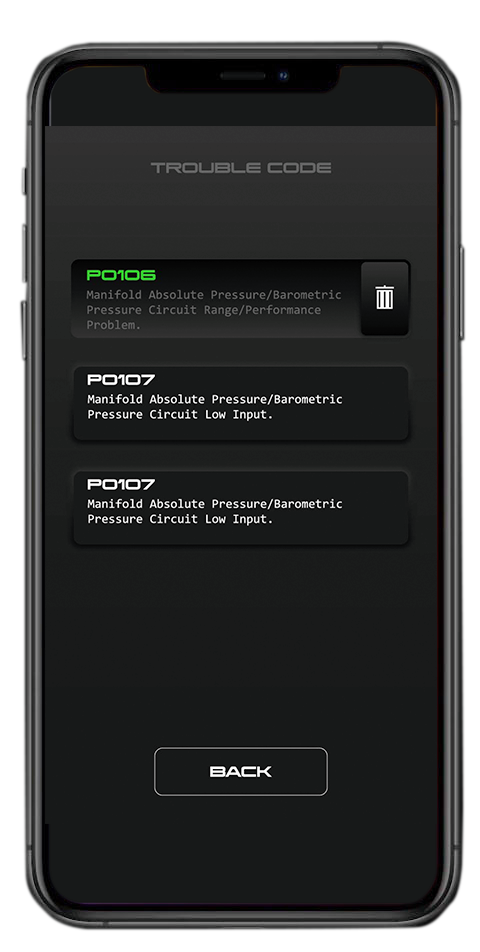 TROUBLE CODE
P0106
Manifold Absolute Pressure/Barometric
Pressure Circuit Range/Performance
Problem.
P0107
Manifold Absolute Pressure/Barometric
Pressure Circuit Low Input.
P0107
Manifold Absolute Pressure/Barometric
Pressure Circuit Low Input.
BACK